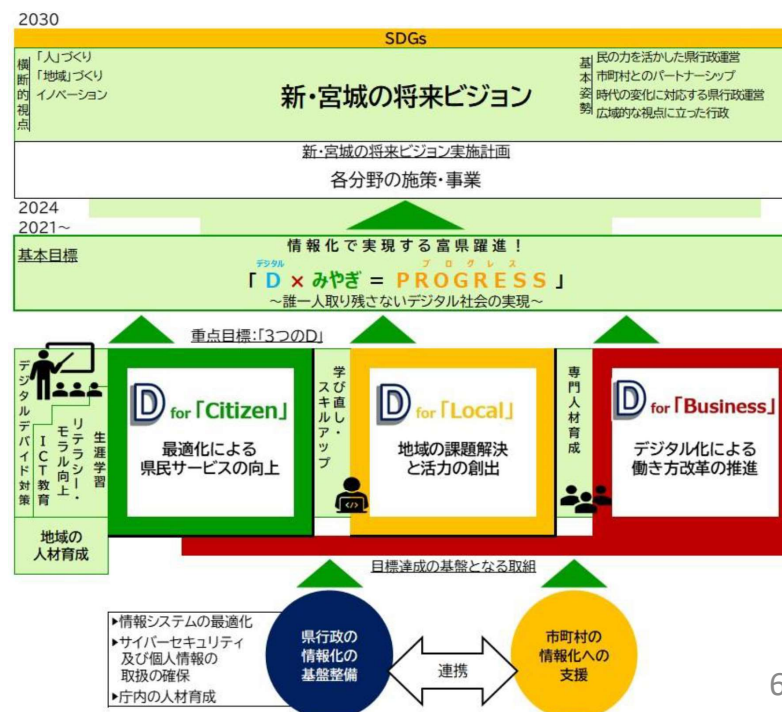 2030
SDGs
横断的視点
「人」づくり
「地域」づくり
イノベーション
新・宮城の将来ビジョン
基本姿勢
民の力を活かした県行政運営
市町村とのパートナーシップ
時代の変化に対応する県行政運営
広域的な視点に立った行政
新・宮城の将来ビジョン実施計画
各分野の施策・事業
2024
2021～
基本目標
情報化で実現する富県躍進！
デジタル
プログレス
「D×みやぎ＝PROGRESS」
～誰一人取り残さないデジタル社会の実現～
重点目標:「3つのD」
デジタルデバイド対策
ICT教育
リテラシー・
モラル向上
生涯学習
地域の
人材育成
D for「Citizen」
最適化による
県民サービスの向上
学び直し・
スキルアップ
D for「Local」
地域の課題解決
と活力の創出
専門人材育成
D for「Business」
デジタル化による
働き方改革の推進
目標達成の基盤となる取組
▶情報システムの最適化
▶サイバーセキュリティ
及び個人情報の
取扱の確保
▶庁内の人材育成
県行政の
情報化の
基盤整備
連携
市町村の
情報化への
支援
6